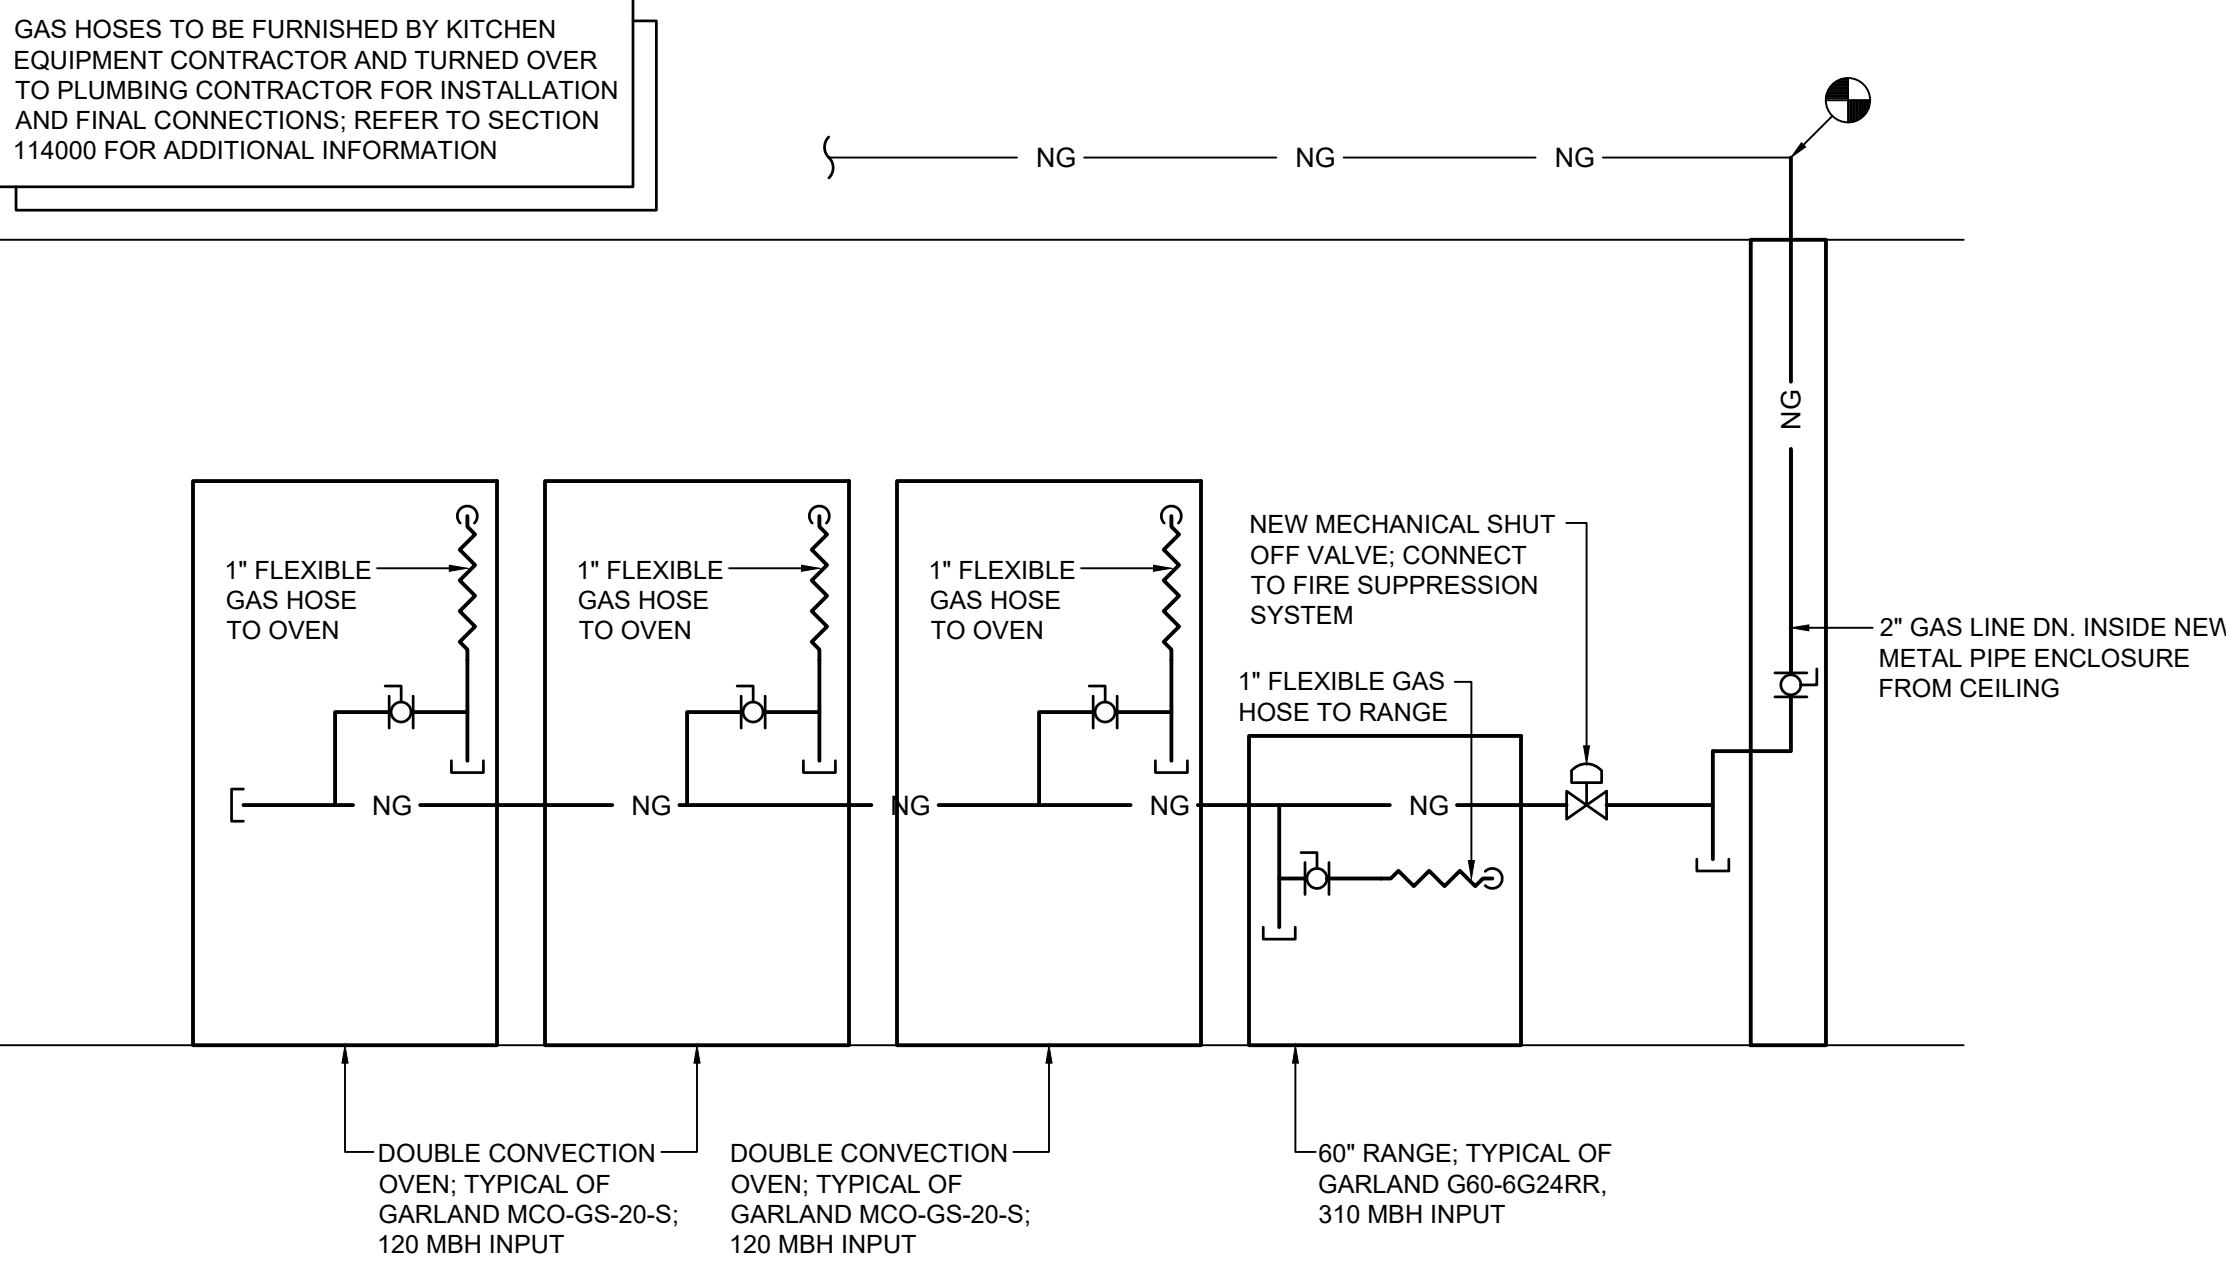 GAS HOSES TO BE FURNISHED BY KITCHEN
EQUIPMENT CONTRACTOR AND TURNED OVER
TO PLUMBING CONTRACTOR FOR INSTALLATION
AND FINAL CONNECTIONS; REFER TO SECTION
114000 FOR ADDITIONAL INFORMATION
NG
NG
NG
NG
1" FLEXIBLE
GAS HOSE
TO OVEN
1" FLEXIBLE
GAS HOSE
TO OVEN
1" FLEXIBLE
GAS HOSE
TO OVEN
NEW MECHANICAL SHUT
OFF VALVE; CONNECT
TO FIRE SUPPRESSION
SYSTEM
1" FLEXIBLE GAS
HOSE TO RANGE
2" GAS LINE DN. INSIDE NEW
METAL PIPE ENCLOSURE
FROM CEILING
NG
NG
NG
NG
NG
DOUBLE CONVECTION
OVEN; TYPICAL OF
GARLAND MCO-GS-20-S;
120 MBH INPUT
DOUBLE CONVECTION
OVEN; TYPICAL OF
GARLAND MCO-GS-20-S;
120 MBH INPUT
60" RANGE; TYPICAL OF
GARLAND G60-6G24RR,
310 MBH INPUT